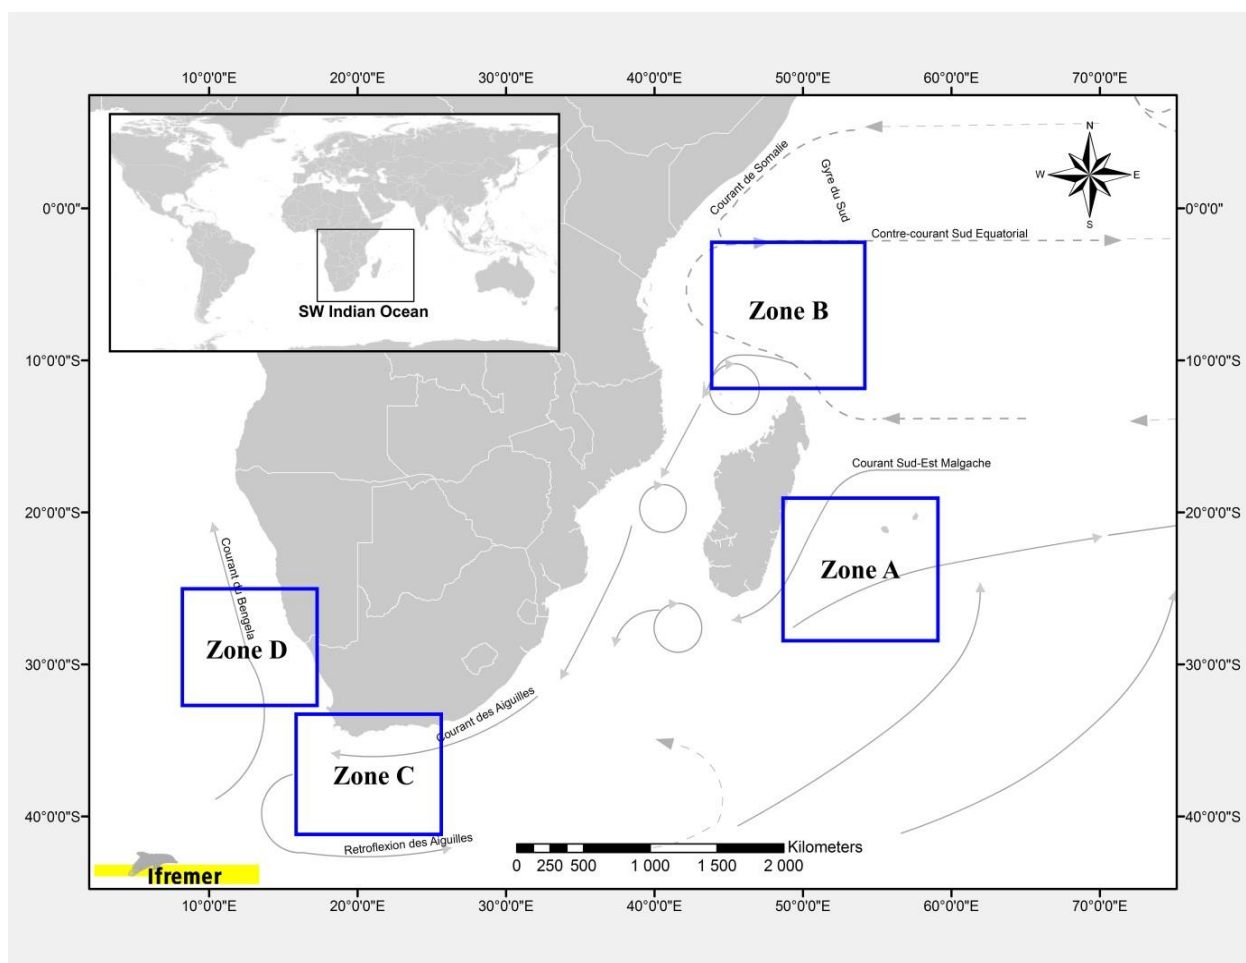 10°0'0"E 20°0'0"E 30°0'0"E 40°0'0"E 50°0'0"E 60°0'0"E 70°0'0"E
N
W E
S
SW Indian Ocean
Courant de Somalie
Gyre du Sud
0°0'0" 0°0'0"
Contre-courant Sud Equatorial
Zone B
10°0'0"S 10°0'0"S
Courant Sud-Est Malgache
20°0'0"S 20°0'0"S
Zone A
Courant du Bengela
Zone D
30°0'0"S 30°0'0"S
Courant des Aiguilles
Zone C
40°0'0"S 40°0'0"S
Retroflexion des Aiguilles
Kilometers
0 250 500 1 000 1 500 2 000
Ifremer
10°0'0"E 20°0'0"E 30°0'0"E 40°0'0"E 50°0'0"E 60°0'0"E 70°0'0"E